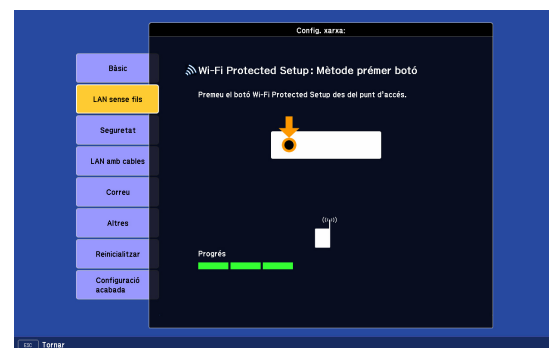 Config. xarxa:
Bàsic
LAN sense fils
Seguretat
LAN amb cables
Correu
Altres
Reinicialitzar
Configuració
acabada
Wi-Fi Protected Setup: Mètode prémer botó
Premeu el botó Wi-Fi Protected Setup des del punt d'accés.
Progrés
ESC Tornar